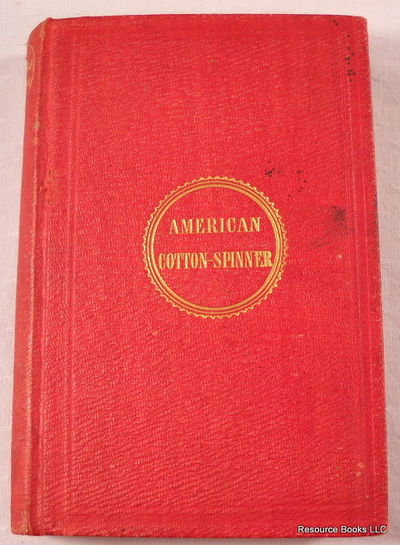 AMERICAN
COTTON-SPINNER
Resource Books LLC